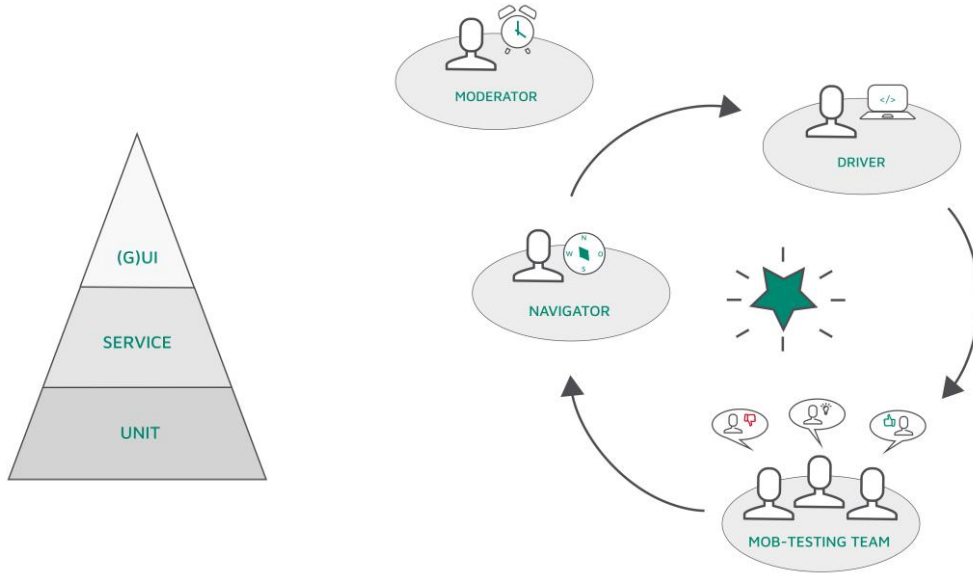 MODERATOR
</>
DRIVER
N
W O
S
NAVIGATOR
(G)UI
SERVICE
UNIT
MOB-TESTING TEAM